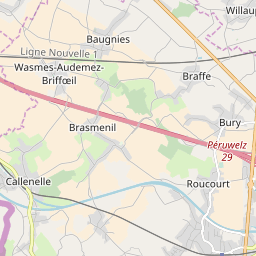 Willaup
Baugnies
Ligne Nouvelle 1
Wasmes-Audemez-
Briffœil
Braffe
Bury
Brasmenil
Péruwelz
29
Callenelle
Roucourt